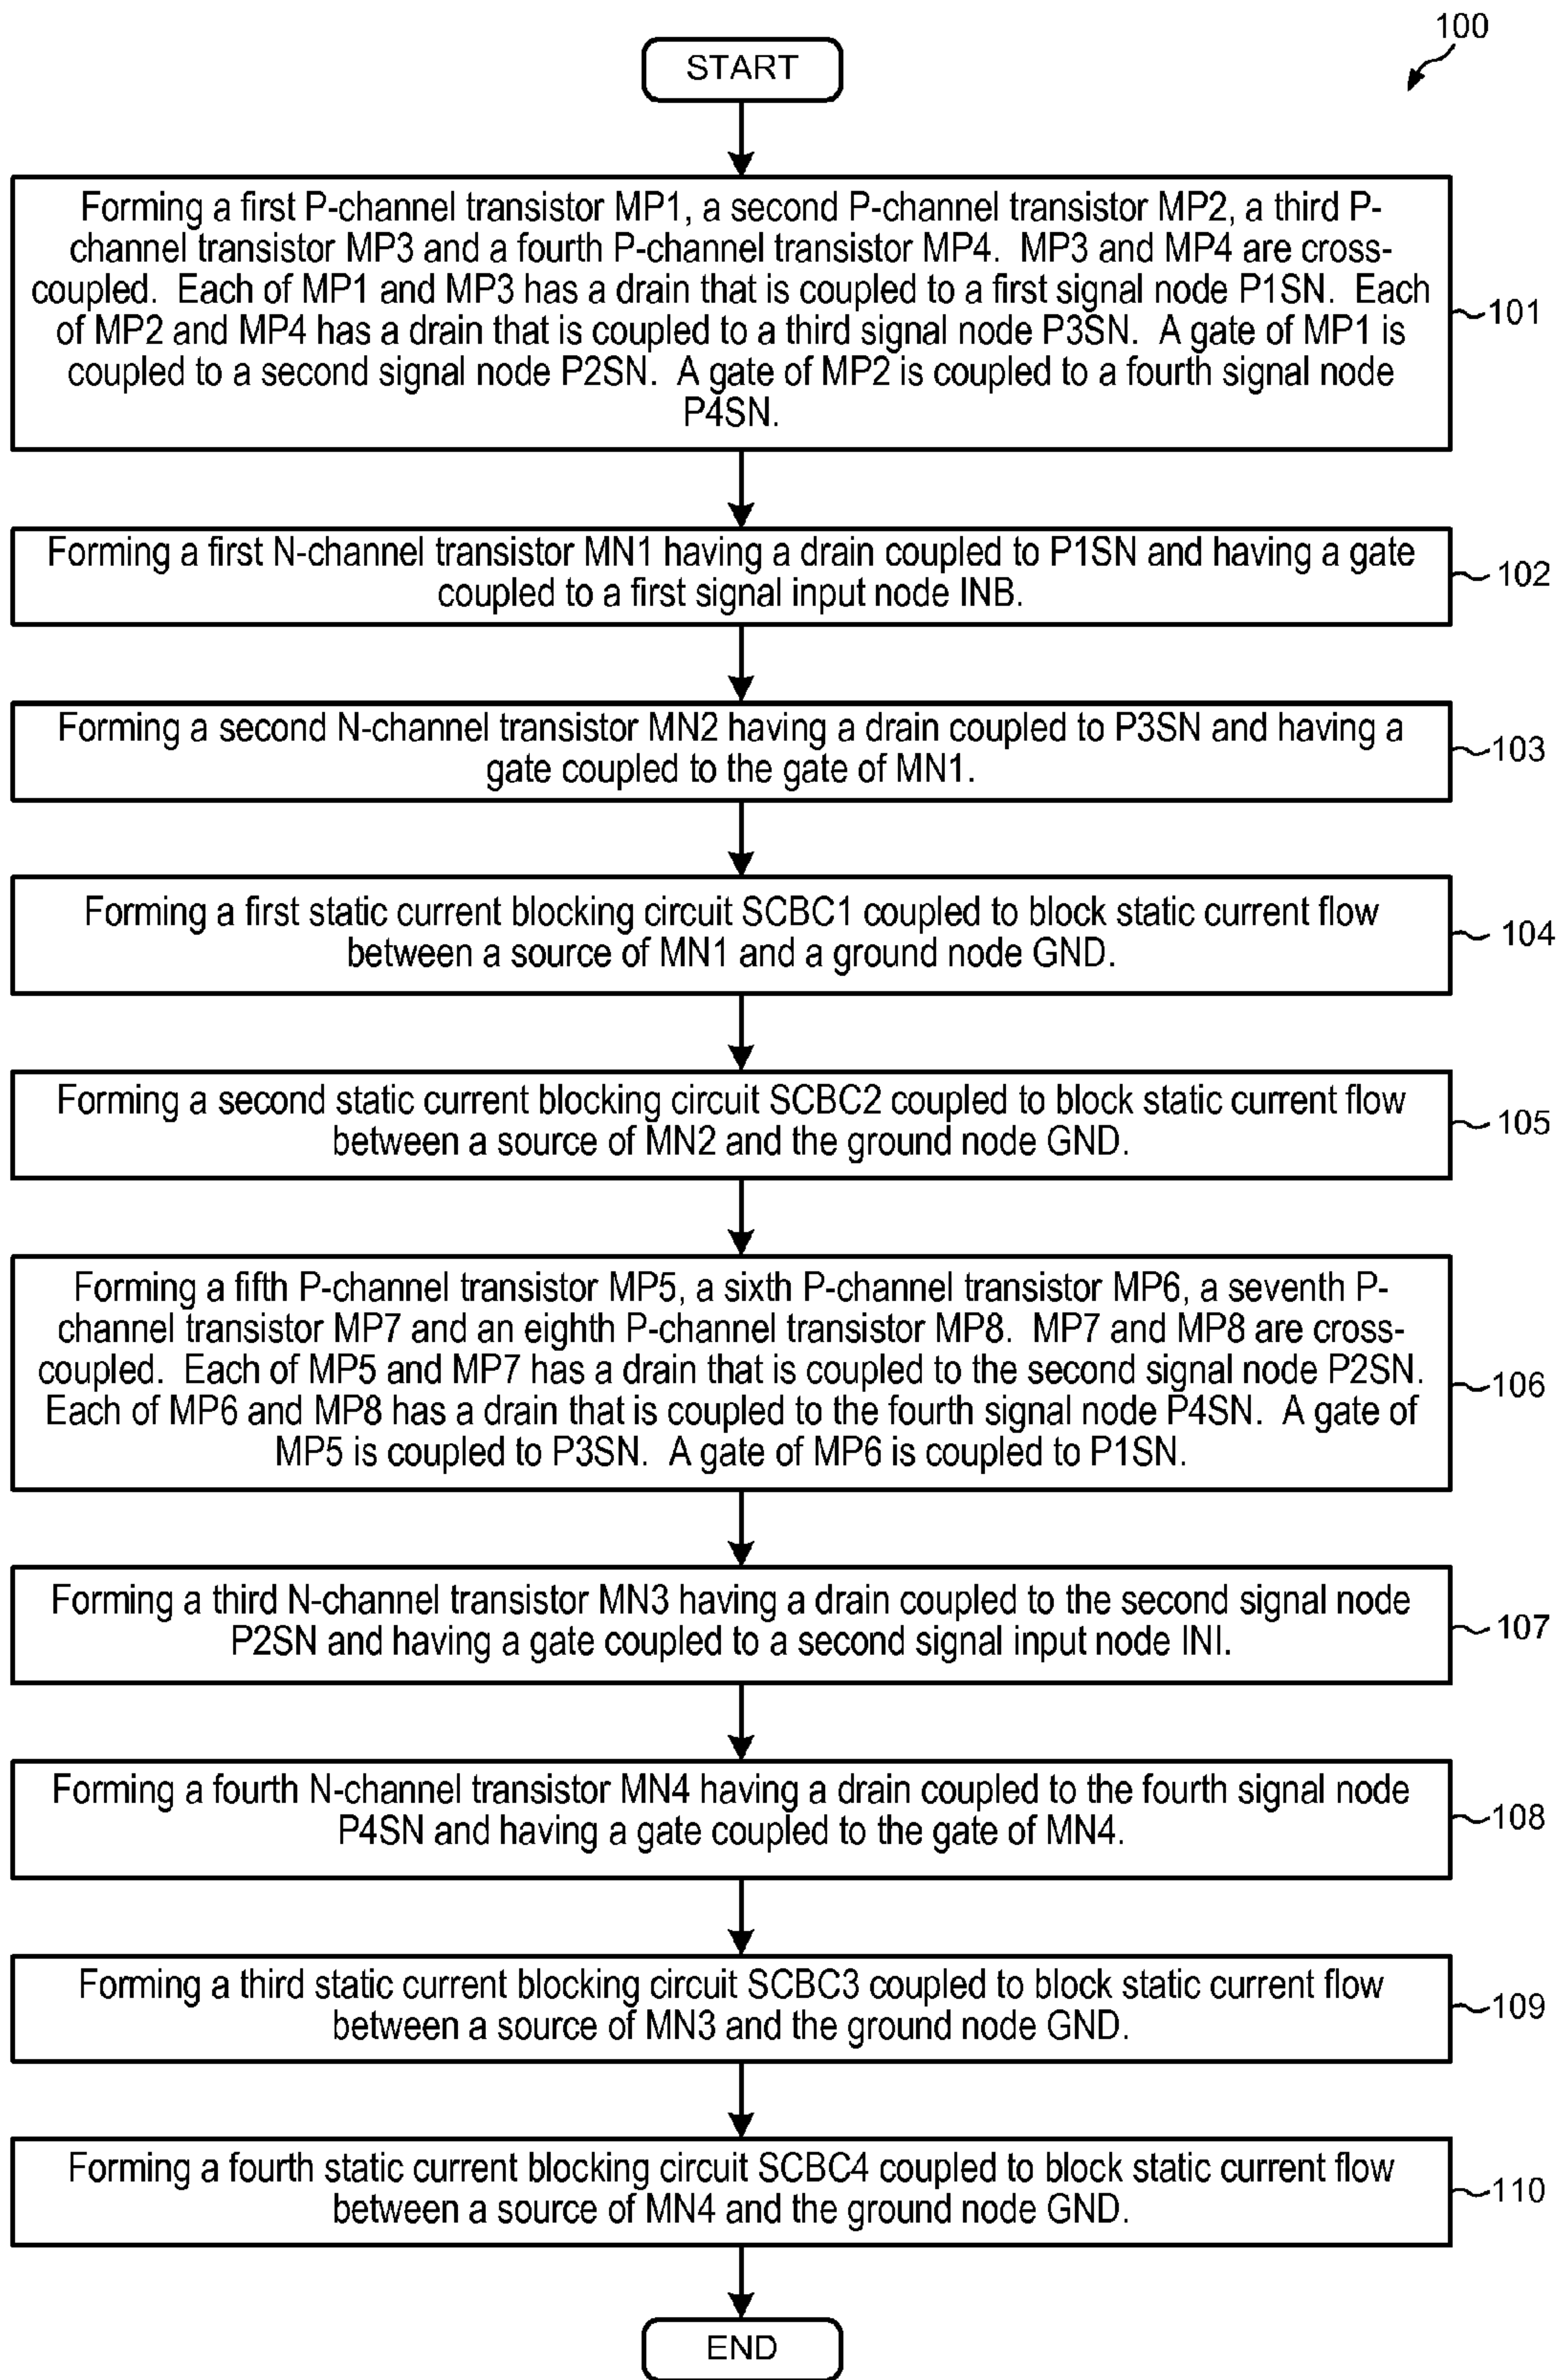 100
START
Forming a first P-channel transistor MP1, a second P-channel transistor MP2, a third P-
channel transistor MP3 and a fourth P-channel transistor MP4. MP3 and MP4 are cross-
coupled. Each of MP1 and MP3 has a drain that is coupled to a first signal node P1SN. Each
of MP2 and MP4 has a drain that is coupled to a third signal node P3SN. A gate of MP1 is
coupled to a second signal node P2SN. A gate of MP2 is coupled to a fourth signal node
P4SN.
101
Forming a first N-channel transistor MN1 having a drain coupled to P1SN and having a gate
coupled to a first signal input node INB.
102
Forming a second N-channel transistor MN2 having a drain coupled to P3SN and having a
gate coupled to the gate of MN1.
103
Forming a first static current blocking circuit SCBC1 coupled to block static current flow
between a source of MN1 and a ground node GND.
104
Forming a second static current blocking circuit SCBC2 coupled to block static current flow
between a source of MN2 and the ground node GND.
105
Forming a fifth P-channel transistor MP5, a sixth P-channel transistor MP6, a seventh P-
channel transistor MP7 and an eighth P-channel transistor MP8. MP7 and MP8 are cross-
coupled. Each of MP5 and MP7 has a drain that is coupled to the second signal node P2SN.
Each of MP6 and MP8 has a drain that is coupled to the fourth signal node P4SN. A gate of
MP5 is coupled to P3SN. A gate of MP6 is coupled to P1SN.
106
Forming a third N-channel transistor MN3 having a drain coupled to the second signal node
P2SN and having a gate coupled to a second signal input node INI.
107
Forming a fourth N-channel transistor MN4 having a drain coupled to the fourth signal node
P4SN and having a gate coupled to the gate of MN4.
108
Forming a third static current blocking circuit SCBC3 coupled to block static current flow
between a source of MN3 and the ground node GND.
109
Forming a fourth static current blocking circuit SCBC4 coupled to block static current flow
between a source of MN4 and the ground node GND.
110
END